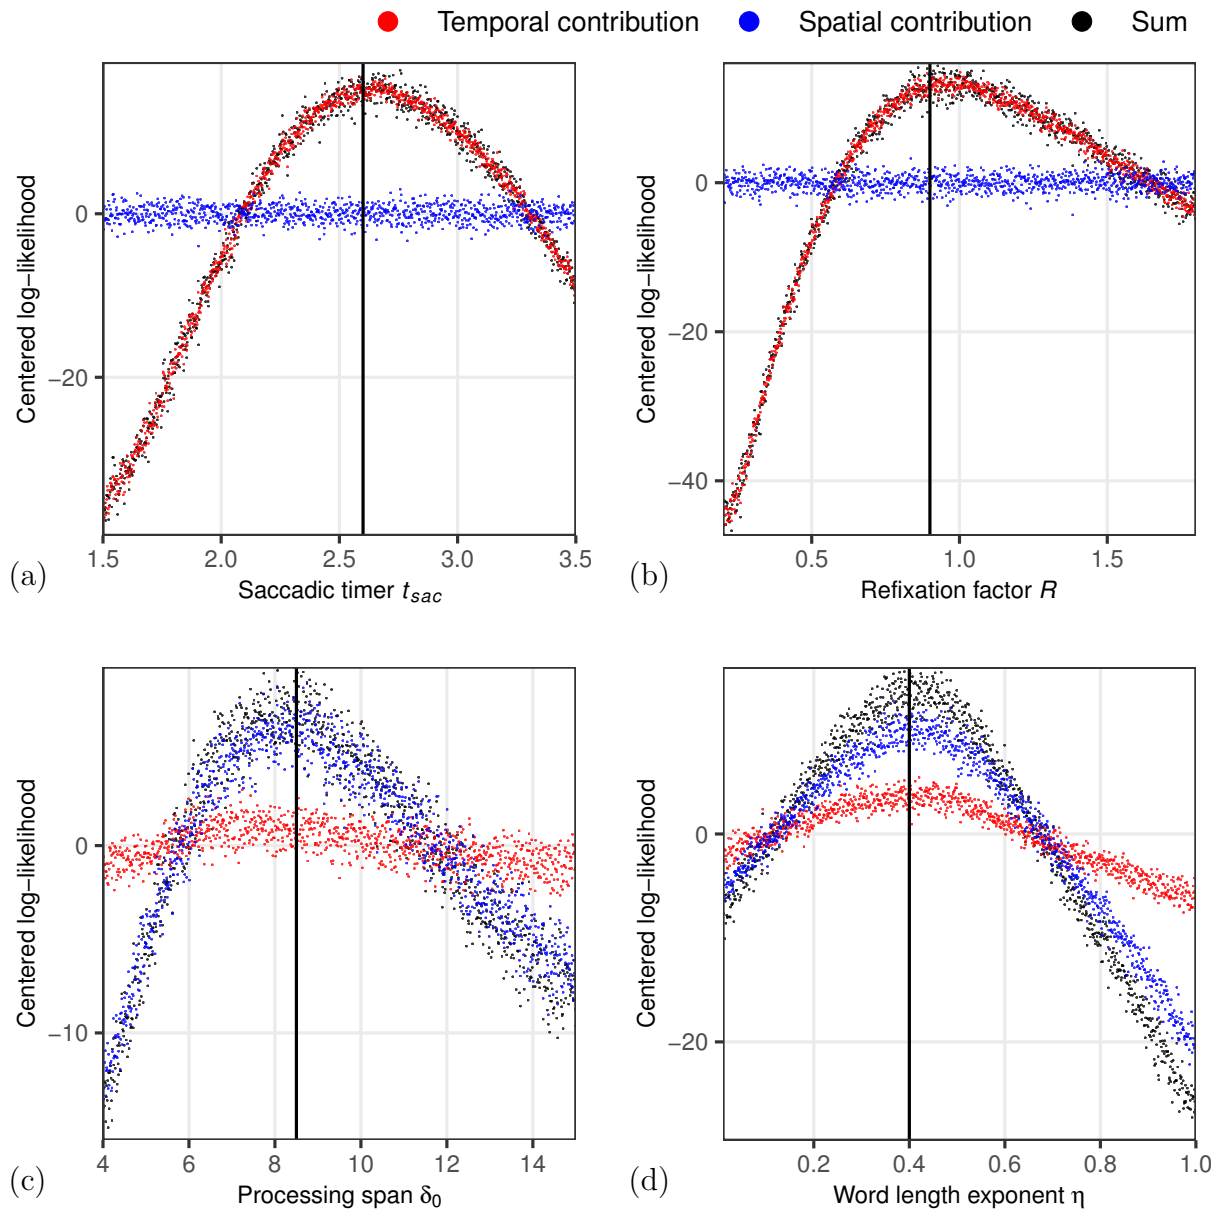 Temporal contribution Spatial contribution Sum
Centered log−likelihood
0
−20
1.5 2.0 2.5 3.0 3.5
Saccadic timer t_sac
(a)
Centered log−likelihood
0
−20
−40
0.5 1.0 1.5
Refixation factor R
(b)
Centered log−likelihood
0
−10
4 6 8 10 12 14
Processing span δ₀
(c)
Centered log−likelihood
0
−20
0.2 0.4 0.6 0.8 1.0
Word length exponent η
(d)